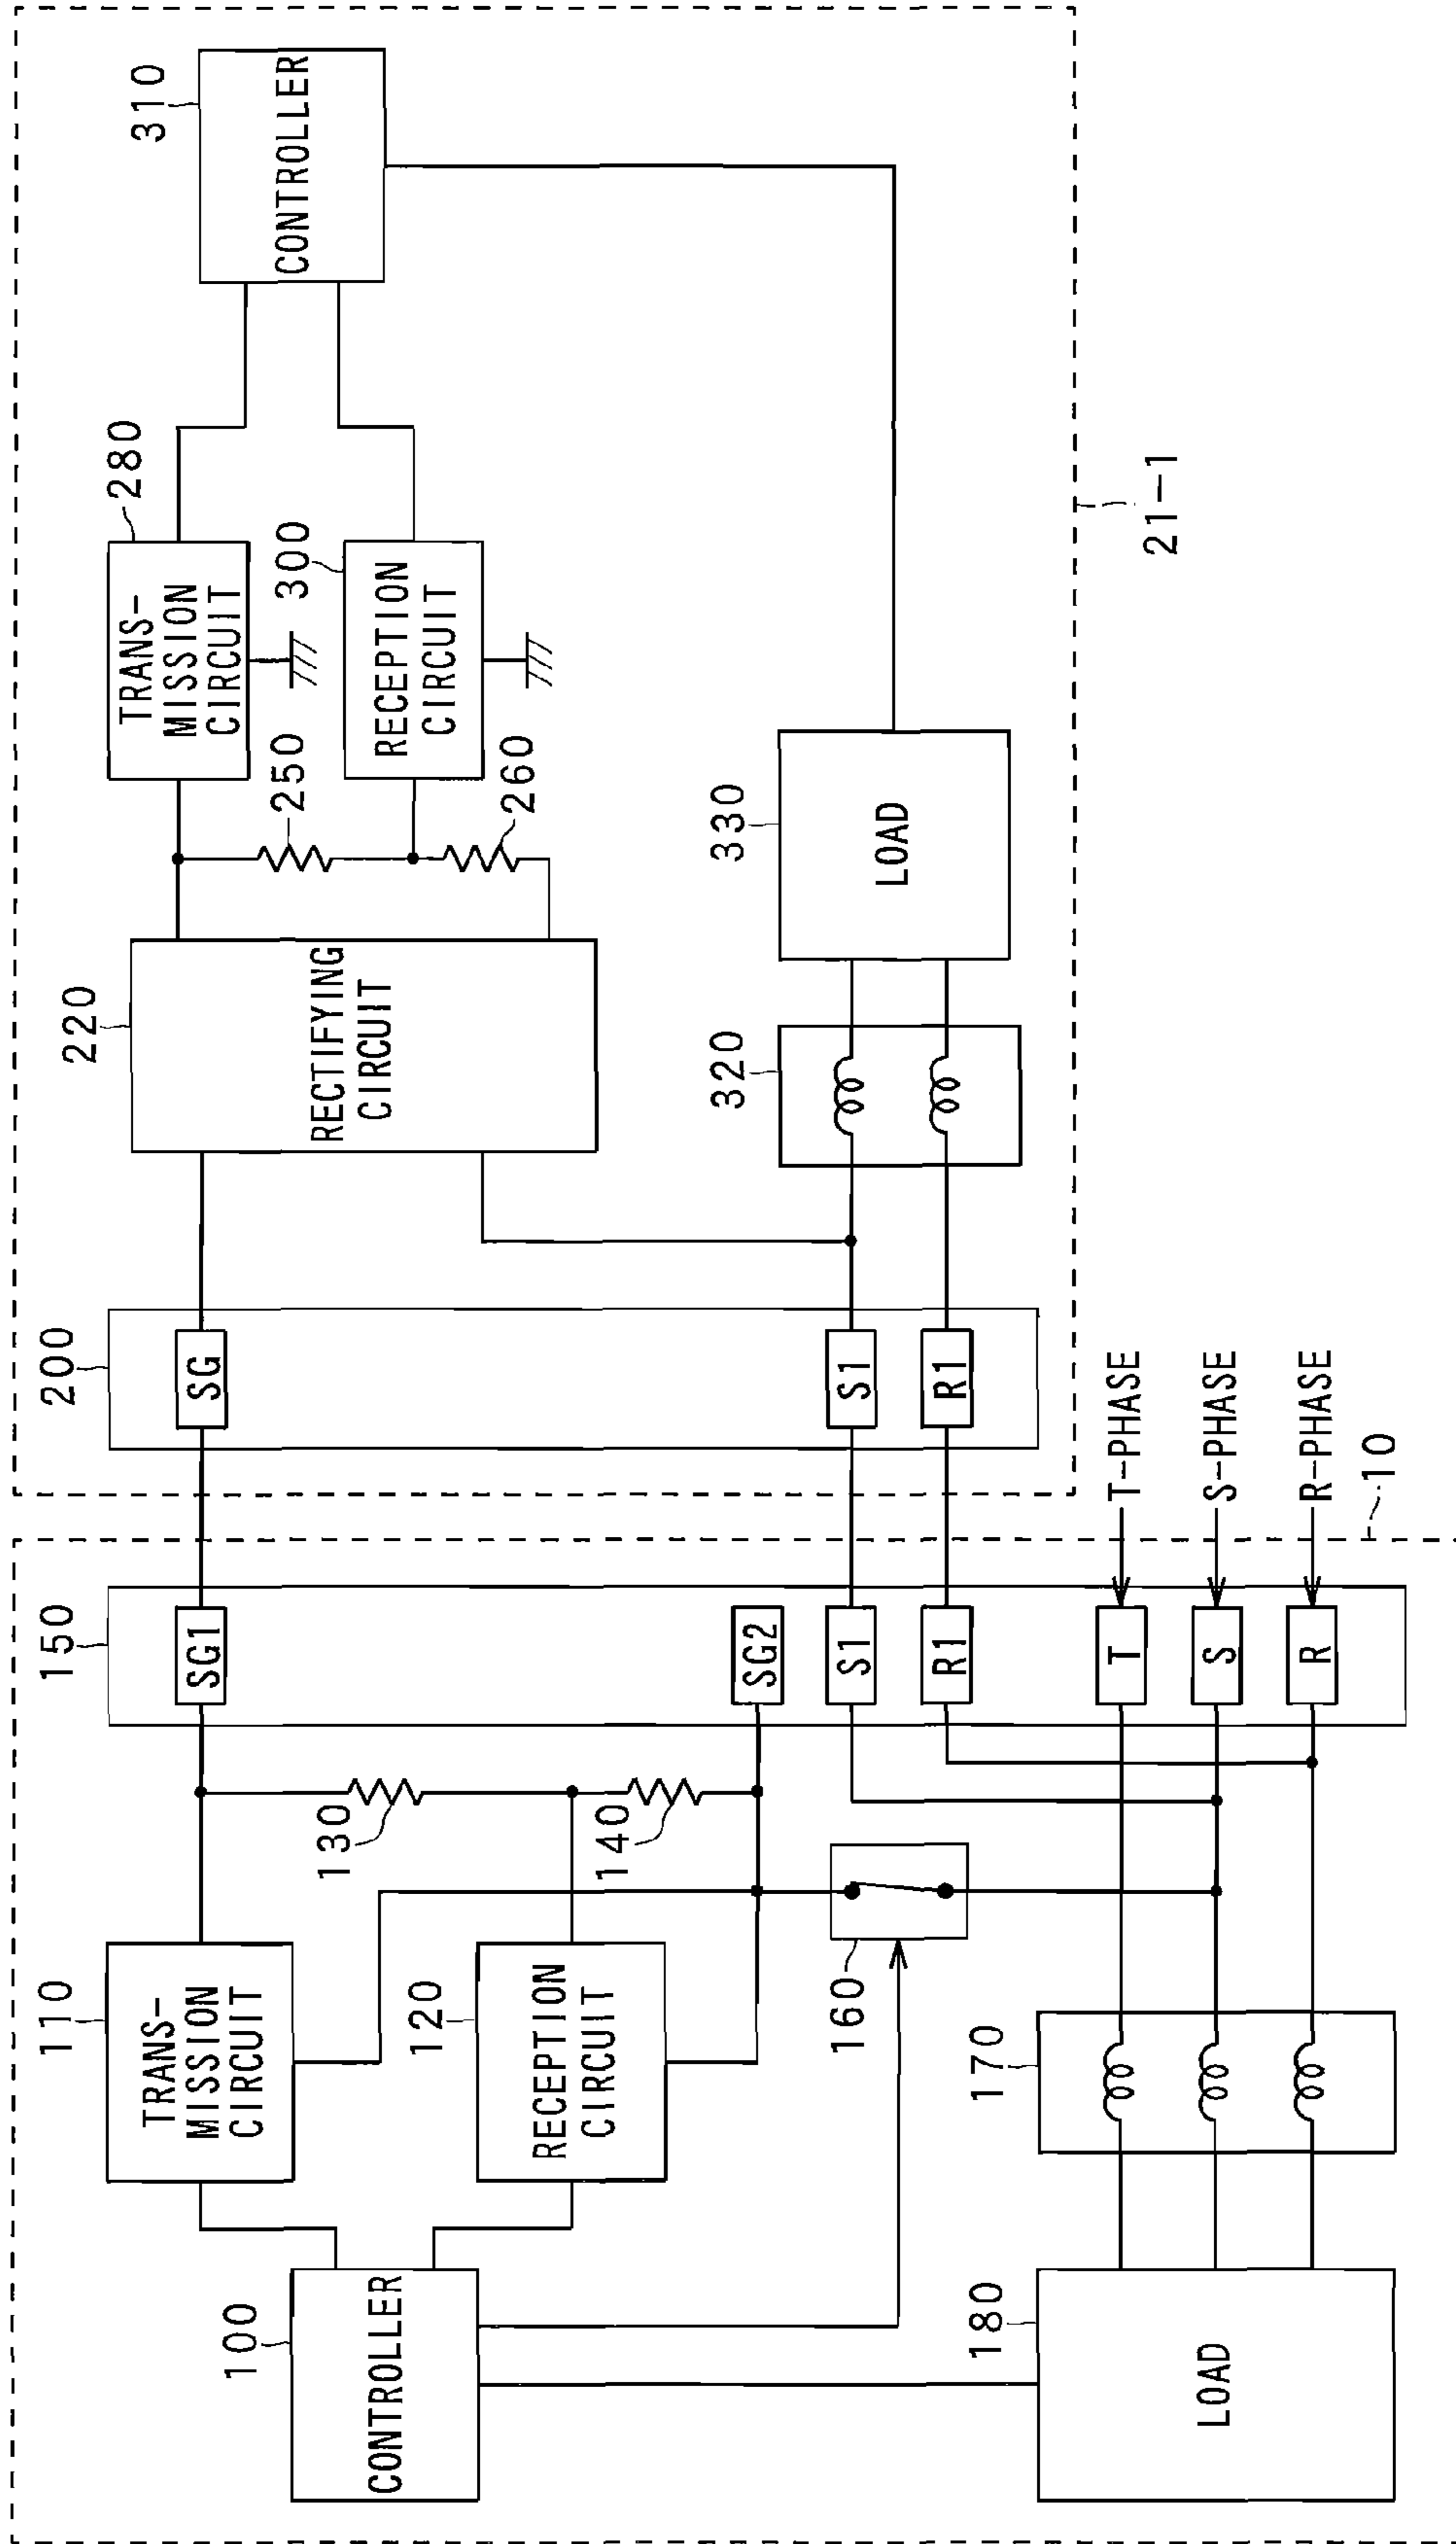 110
TRANS-
MISSION
CIRCUIT
100
CONTROLLER
120
RECEPTION
CIRCUIT
130
140
160
170
180
LOAD
150
SG1
SG2
S1
R1
T
S
R
T-PHASE
S-PHASE
R-PHASE
10
200
SG
S1
R1
220
RECTIFYING
CIRCUIT
250
260
280
TRANS-
MISSION
CIRCUIT
300
RECEPTION
CIRCUIT
310
CONTROLLER
320
330
LOAD
21-1